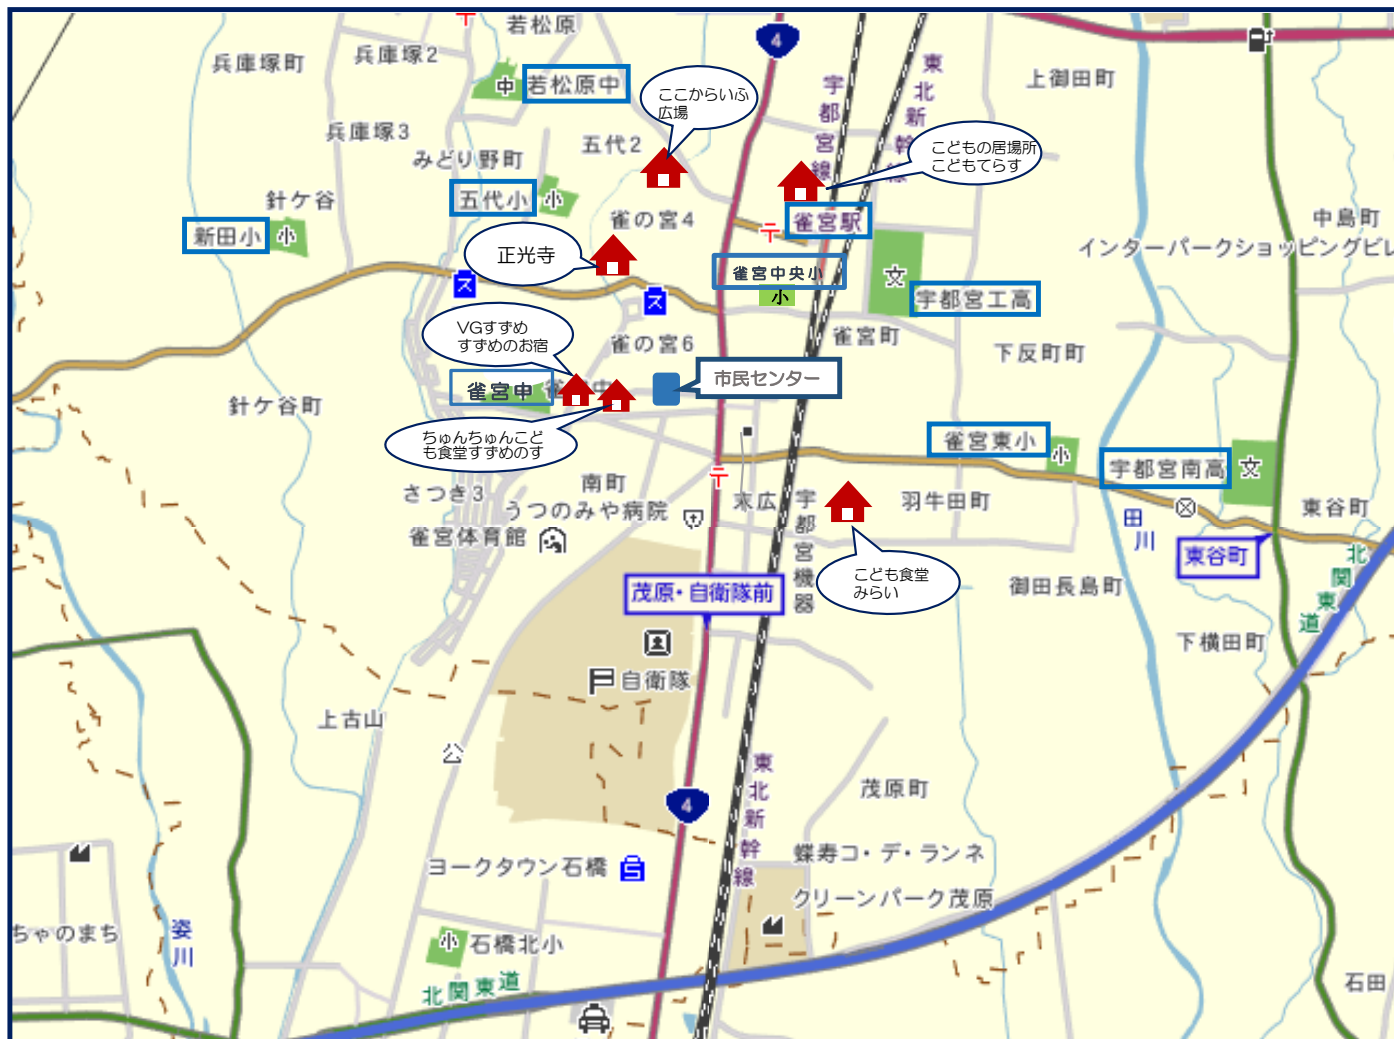 若松原
4
兵庫塚町
兵庫塚2
中
若松原中
ここからいふ
広場
宇都宮線
東北新幹線
上御田町
兵庫塚3
みどり野町
五代2
こどもの居場所
こどもてらす
針ケ谷
五代小
小
雀の宮4
雀宮駅
中島町
新田小
小
正光寺
インターパークショッピングビレ
雀宮中央小
小
文
宇都宮工高
ス
ス
VGすずめ
すずめのお宿
雀の宮6
雀宮町
下反町町
市民センター
雀宮中
針ケ谷町
ちゅんちゅんこど
も食堂すずめのす
雀宮東小
小
宇都宮南高
文
さつき3
南町
うつのみや病院
末広
宇都宮機器
羽牛田町
東谷町
田川
雀宮体育館
東谷町
北関東道
茂原・自衛隊前
こども食堂
みらい
御田長島町
下横田町
自衛隊
上古山
公
4
東北新幹線
茂原町
ヨークタウン石橋
S
蝶寿コ・デ・ランネ
クリーンパーク茂原
ちゃのまち
姿川
小
石橋北小
北関東道
石田